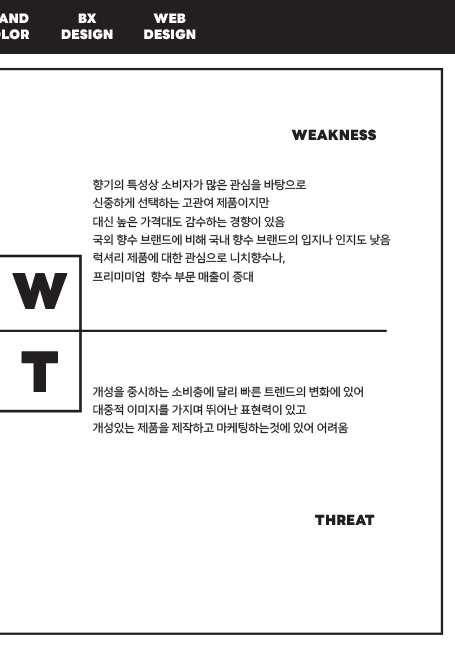 AND
OLOR
BX
DESIGN
WEB
DESIGN
WEAKNESS
향기의 특성상 소비자가 많은 관심을 바탕으로
신중하게 선택하는 고관여 제품이지만
대신 높은 가격대도 감수하는 경향이 있음
국외 향수 브랜드에 비해 국내 향수 브랜드의 입지나 인지도 낮음
럭셔리 제품에 대한 관심으로 니치향수나,
프리미미엄 향수 부문 매출이 증대
W
T
개성을 중시하는 소비층에 달리 빠른 트렌드의 변화에 있어
대중적 이미지를 가지며 뛰어난 표현력이 있고
개성있는 제품을 제작하고 마케팅하는것에 있어 어려움
THREAT